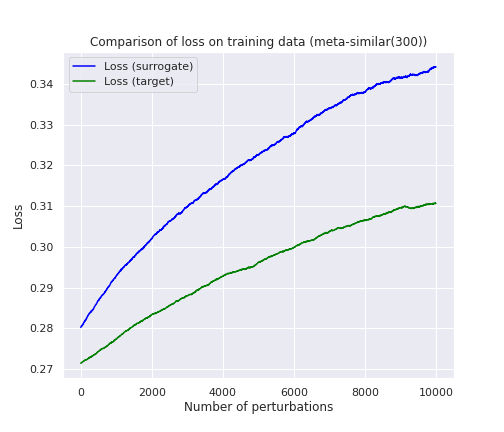 Comparison of loss on training data (meta-similar(300))
Loss (surrogate)
Loss (target)
Loss
0.34
0.33
0.32
0.31
0.30
0.29
0.28
0.27
0 2000 4000 6000 8000 10000
Number of perturbations